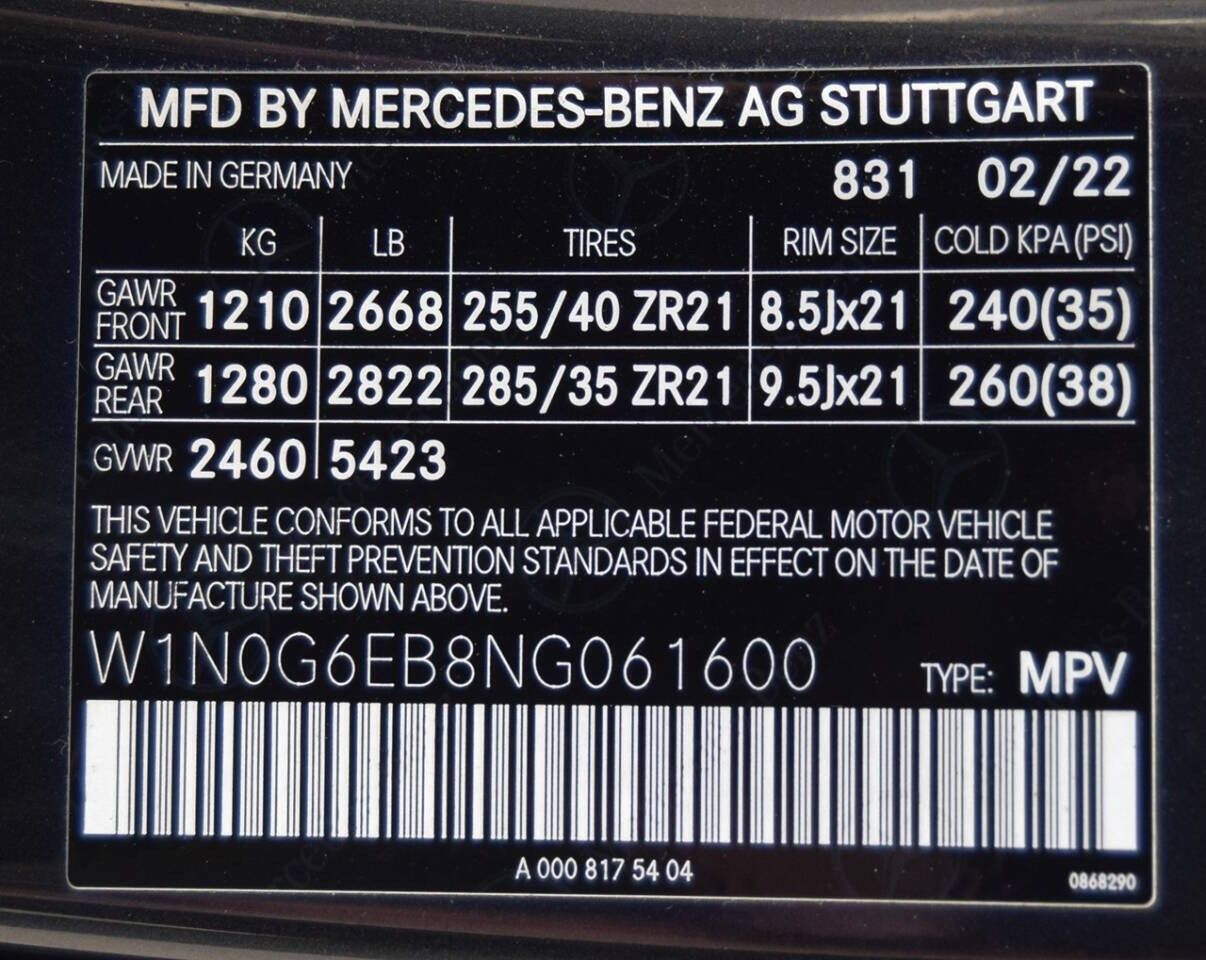 MFD BY MERCEDES-BENZ AG STUTTGART
MADE IN GERMANY 831 02/22
KG LB TIRES RIM SIZE COLD KPA (PSI)
GAWR FRONT 1210 2668 255/40 ZR21 8.5Jx21 240(35)
GAWR REAR 1280 2822 285/35 ZR21 9.5Jx21 260(38)
GVWR 2460 5423
THIS VEHICLE CONFORMS TO ALL APPLICABLE FEDERAL MOTOR VEHICLE
SAFETY AND THEFT PREVENTION STANDARDS IN EFFECT ON THE DATE OF
MANUFACTURE SHOWN ABOVE.
W1N0G6EB8NG061600 TYPE: MPV
A 000 817 54 04 0868290